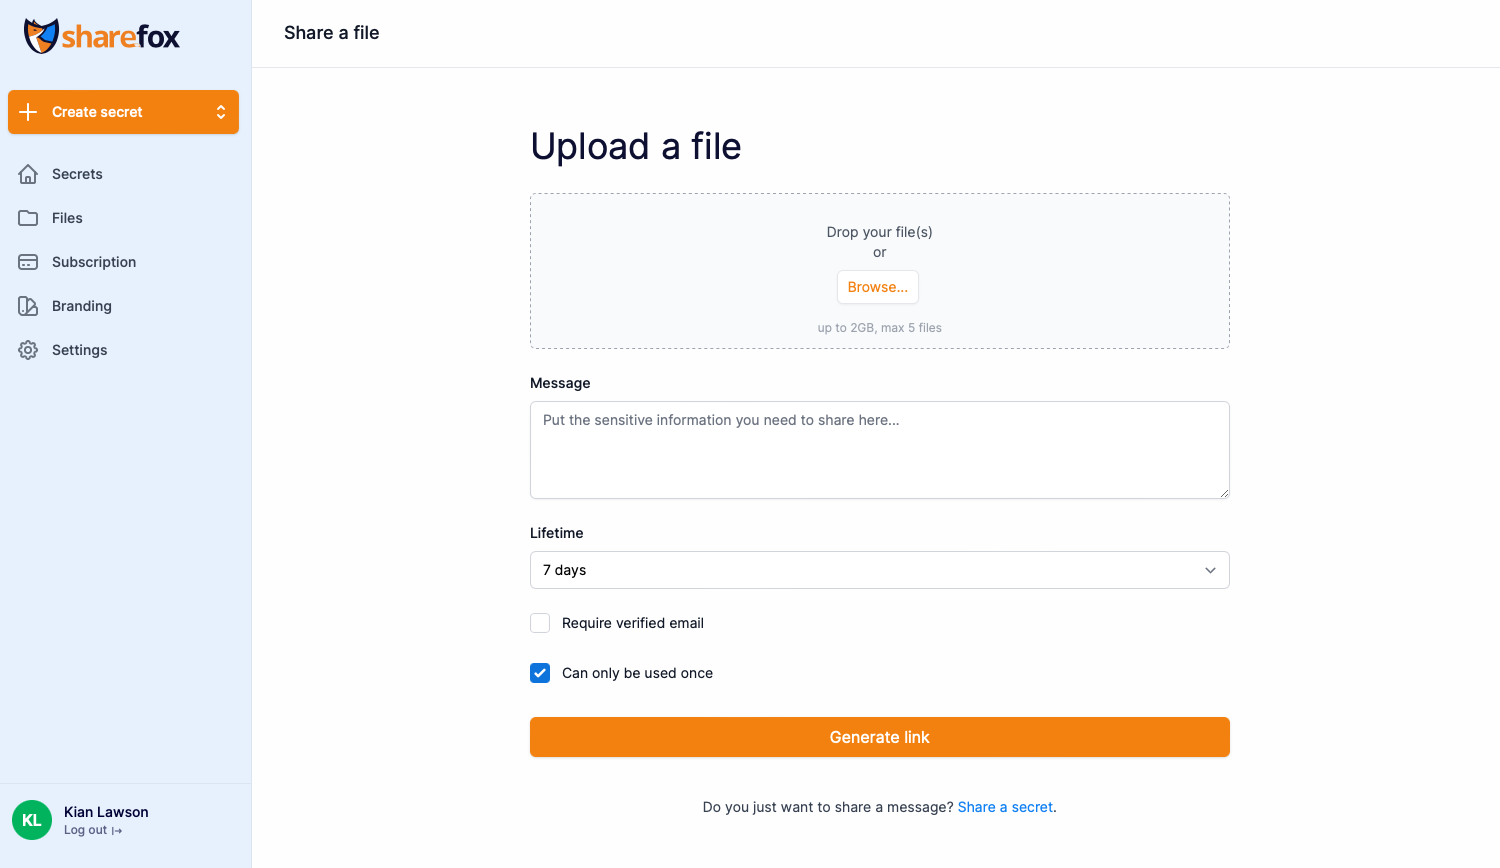 sharefox
Share a file
Create secret
Secrets
Files
Subscription
Branding
Settings
Upload a file
Drop your file(s)
or
Browse...
up to 2GB, max 5 files
Message
Put the sensitive information you need to share here...
Lifetime
7 days
Require verified email
Can only be used once
Generate link
Do you just want to share a message? Share a secret.
KL
Kian Lawson
Log out